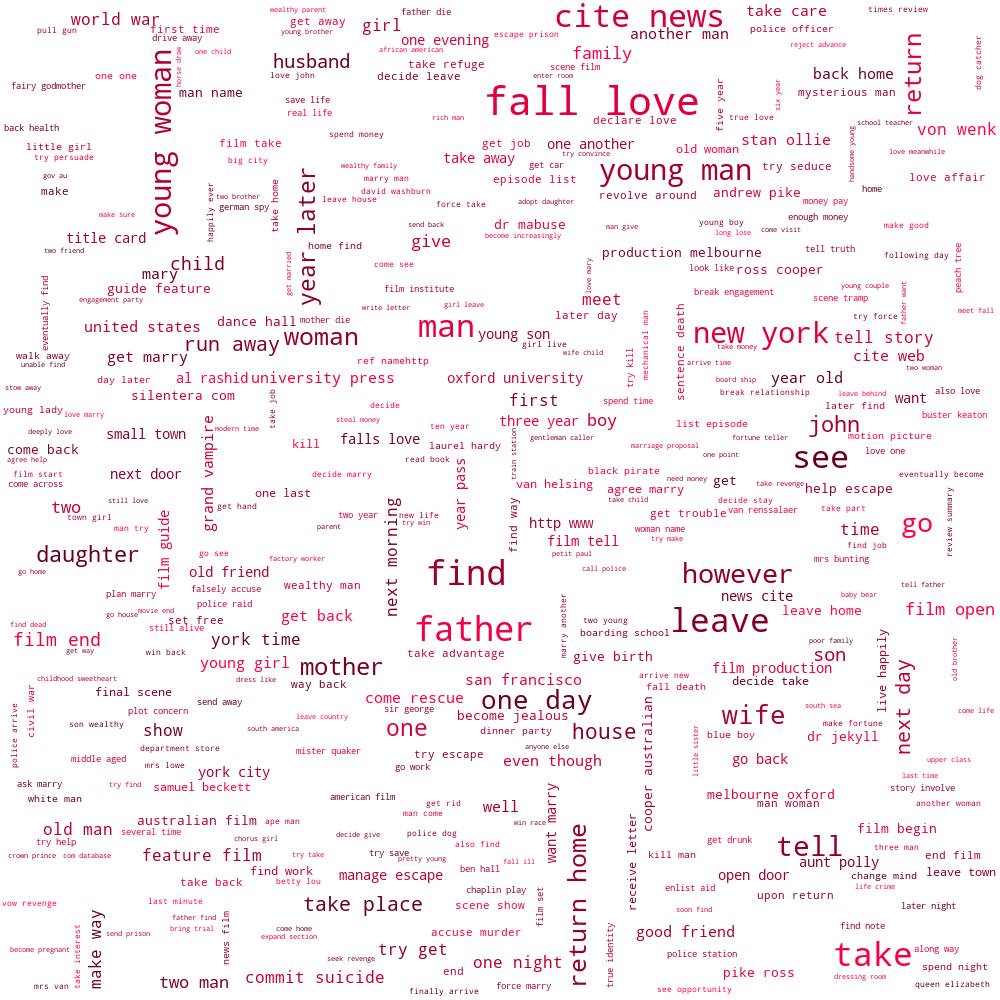 wealthy parent
father die
cite news
take care
times review
world war
pull gun
first time
drive away
get away
young brother
girl
one evening
escape prison
another man
police officer
african american
reject advance
one child
horse draw
husband
love john
take refuge
decide leave
family
scene film
enter room
back home
mysterious man
return
dog catcher
one one
fairy godmother
man name
young woman
save life
real life
rich man
fall love
declare love
five year
true love
six year
back health
little girl
try persuade
gov au
make
spend money
film take
big city
get job
take away
one another
try convince
get car
old woman
stan ollie
school teacher
handsome young
von wenk
love meanwhile
wealthy family
marry man
david washburn
leave house
episode list
force take
adopt daughter
young man
revolve around
try seduce
andrew pike
money pay
love affair
home
happily ever
two brother
german spy
take home
year later
make sure
title card
two friend
send back
dr mabuse
become increasingly
give
man give
young boy
long lose
come visit
enough money
tell truth
make good
following day
peach tree
home find
production melbourne
child
mary
guide feature
engagement party
eventually find
get married
come see
film institute
write letter
girl leave
love mary
look like
ross cooper
break engagement
young couple
scene tramp
father want
meet
later day
try force
meet fall
united states
dance hall
mother die
man
young son
girl live
wife child
try kill
mechanical man
sentence death
new york
take money
tell story
cite web
run away
woman
walk away
unable find
get marry
ref namehttp
arrive time
two woman
stow away
day later
al rashid
university press
oxford university
board ship
break relationship
year old
leave behind
want
also love
young lady
love marry
silentera com
take job
decide
first
spend time
later find
buster keaton
deeply love
modern time
steal money
ten year
three year
boy
list episode
john
motion picture
come back
agree help
small town
grand vampire
kill
falls love
laurel hardy
gentleman caller
marriage proposal
fortune teller
one point
see
love one
film start
come across
next door
decide marry
read book
year pass
train station
black pirate
van helsing
agree marry
need money
get
take revenge
help escape
eventually become
still love
two
town girl
man try
film guide
get hand
one last
two year
new life
try win
parent
next morning
find way
http www
take child
woman name
get trouble
decide stay
van renssalaer
take part
time
go
review summary
film tell
try make
find job
daughter
go home
go see
factory worker
old friend
falsely accuse
wealthy man
find
petit paul
call police
however
news cite
mrs bunting
baby bear
tell father
plan marry
police raid
go house
movie end
set free
get back
father
marry another
two young
boarding school
leave
leave home
film open
find dead
film end
get way
still alive
win back
york time
take advantage
give birth
poor family
live happily
old brother
young girl
mother
dress like
way back
san francisco
arrive new
fall death
film production
decide take
son
next day
childhood sweetheart
final scene
send away
come rescue
sir george
one day
south sea
come life
police arrive
civil war
plot concern
son wealthy
show
south america
leave country
one
become jealous
dinner party
house
cooper australian
little sister
wife
blue boy
make fortune
dr jekyll
middle aged
department store
mrs lowe
mister quaker
try escape
go work
anyone else
even though
go back
upper class
last time
ask marry
white man
try find
york city
samuel beckett
american film
get rid
man come
well
want marry
melbourne oxford
man woman
story involve
another woman
old man
try help
several time
australian film
ape man
chorus girl
decide give
police dog
win race
return home
get drunk
tell
film begin
three man
crown prince
com database
feature film
try take
try save
pretty young
also find
fall ill
receive letter
kill man
aunt polly
end film
find work
betty lou
manage escape
ben hall
open door
change mind
leave town
vow revenge
last minute
take back
take place
chaplin play
scene show
film set
enlist aid
life crime
upon return
later night
make way
father find
bring trial
send prison
news film
come home
expand section
accuse murder
soon find
good friend
find note
become pregnant
take interest
seek revenge
try get
true identity
police station
take
along way
spend night
mrs van
two man
commit suicide
end
finally arrive
one night
force marry
see opportunity
pike ross
dressing room
queen elizabeth